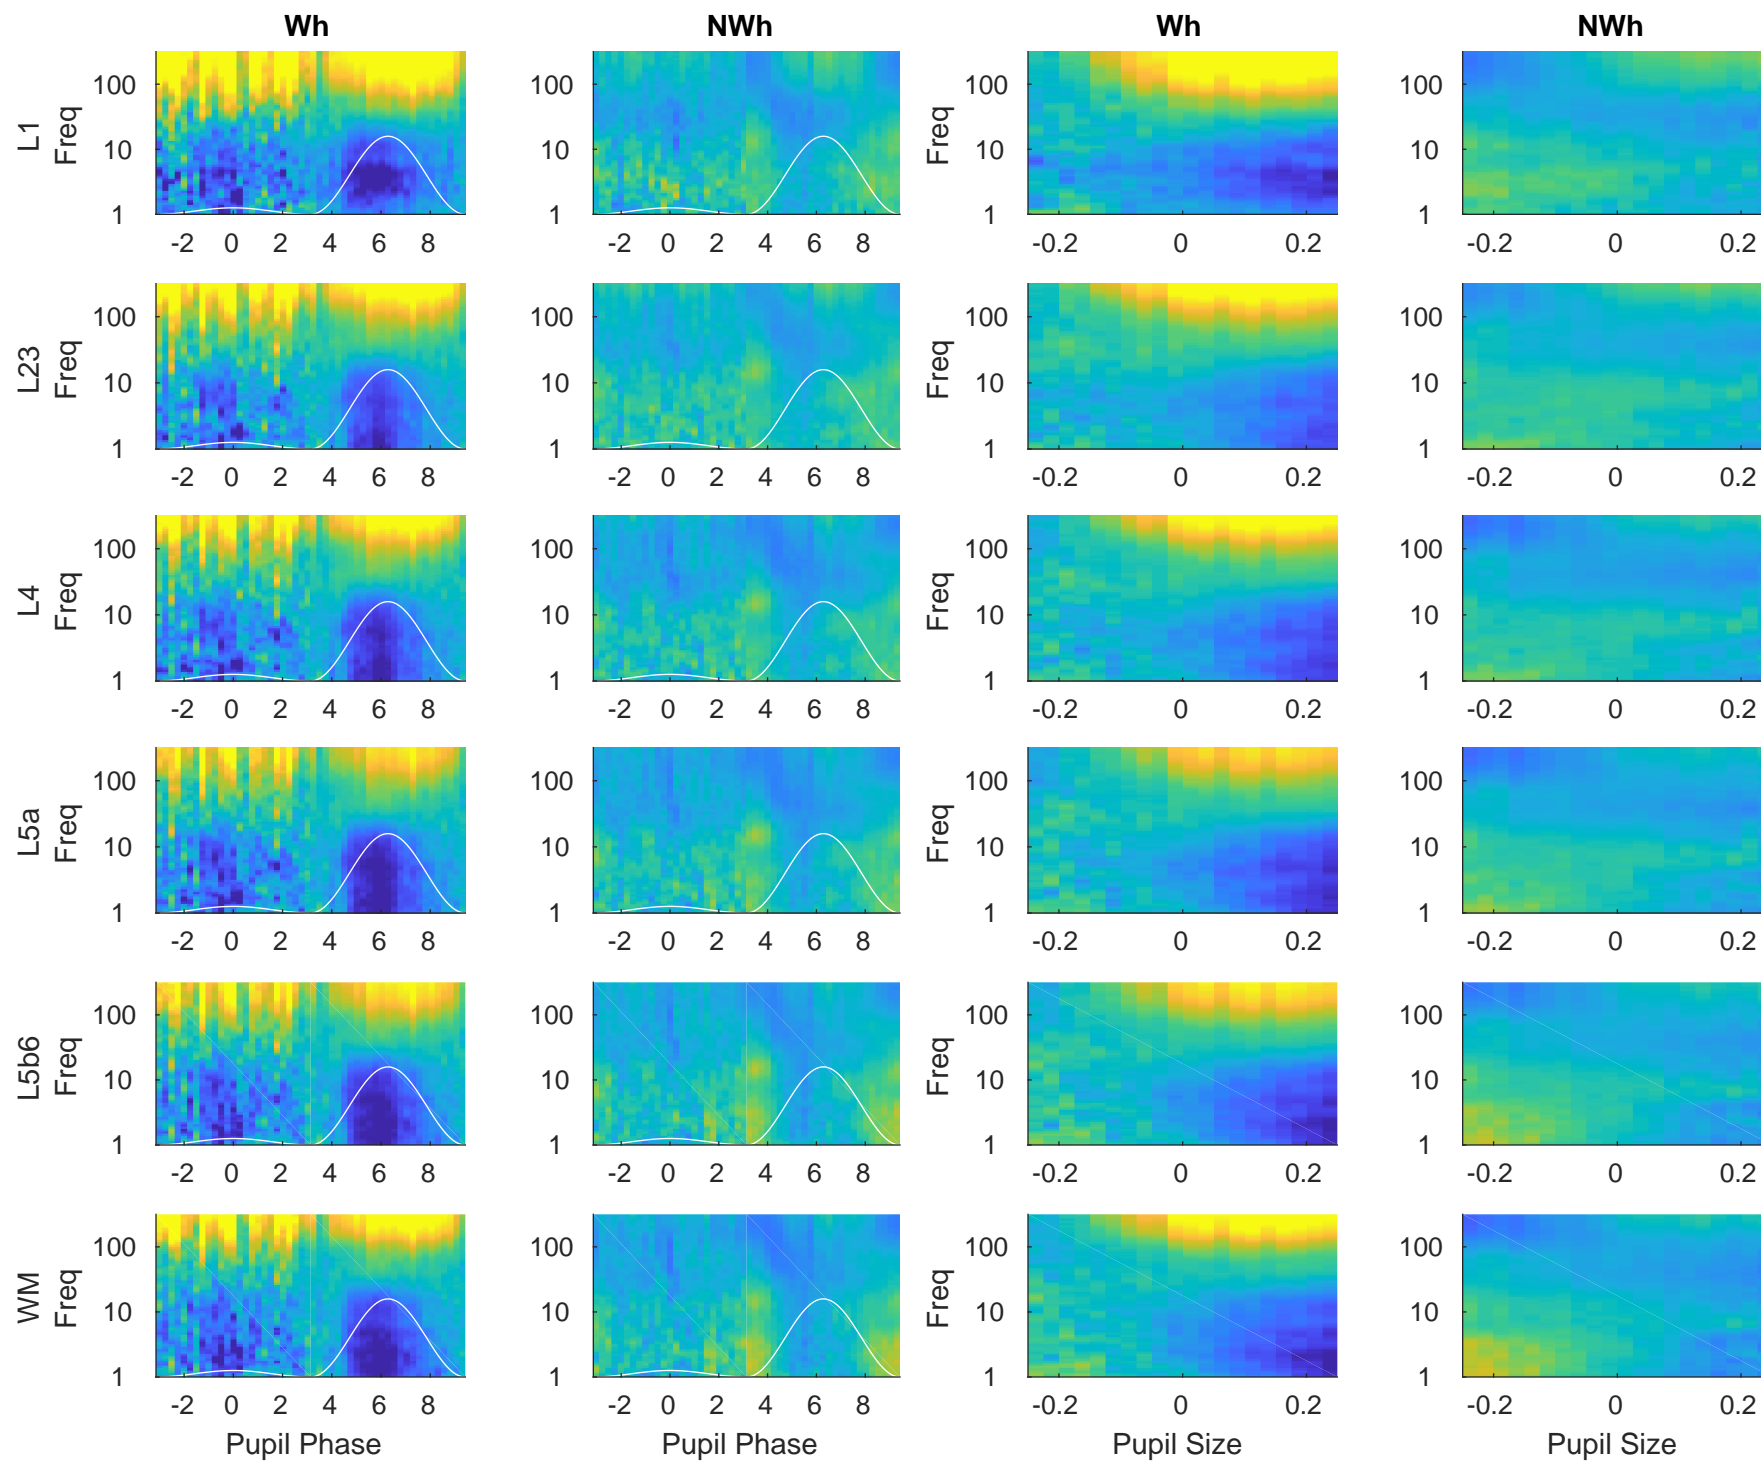 Wh NWh Wh NWh
L1
Freq 100 10 1 -2 0 2 4 6 8
100 10 1 -2 0 2 4 6 8
Freq 100 10 1 -0.2 0 0.2
100 10 1 -0.2 0 0.2
L23
Freq 100 10 1 -2 0 2 4 6 8
100 10 1 -2 0 2 4 6 8
Freq 100 10 1 -0.2 0 0.2
100 10 1 -0.2 0 0.2
L4
Freq 100 10 1 -2 0 2 4 6 8
100 10 1 -2 0 2 4 6 8
Freq 100 10 1 -0.2 0 0.2
100 10 1 -0.2 0 0.2
L5a
Freq 100 10 1 -2 0 2 4 6 8
100 10 1 -2 0 2 4 6 8
Freq 100 10 1 -0.2 0 0.2
100 10 1 -0.2 0 0.2
L5b6
Freq 100 10 1 -2 0 2 4 6 8
100 10 1 -2 0 2 4 6 8
Freq 100 10 1 -0.2 0 0.2
100 10 1 -0.2 0 0.2
WM
Freq 100 10 1 -2 0 2 4 6 8
100 10 1 -2 0 2 4 6 8
Freq 100 10 1 -0.2 0 0.2
100 10 1 -0.2 0 0.2
Pupil Phase Pupil Phase Pupil Size Pupil Size